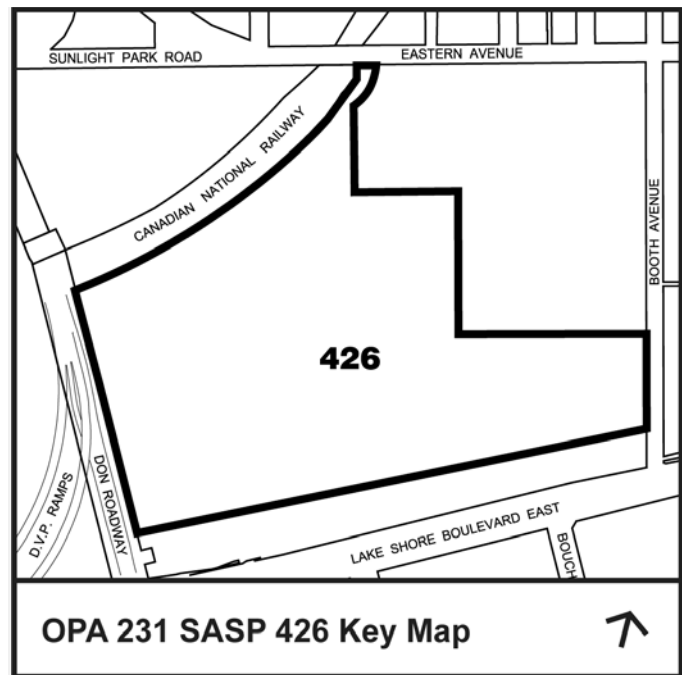 SUNLIGHT PARK ROAD
EASTERN AVENUE
CANADIAN NATIONAL RAILWAY
BOOTH AVENUE
426
D.V.P. RAMPS
DON ROADWAY
LAKE SHORE BOULEVARD EAST
BOUCH
OPA 231 SASP 426 Key Map